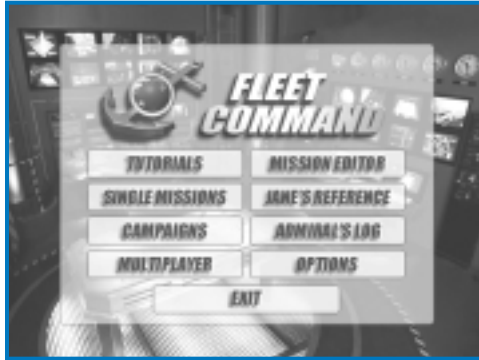 FLEET
COMMAND
TUTORIALS
MISSION EDITOR
SINGLE MISSIONS
JANE'S REFERENCE
CAMPAIGNS
ADMIRAL'S LOG
MULTIPLAYER
OPTIONS
EXIT